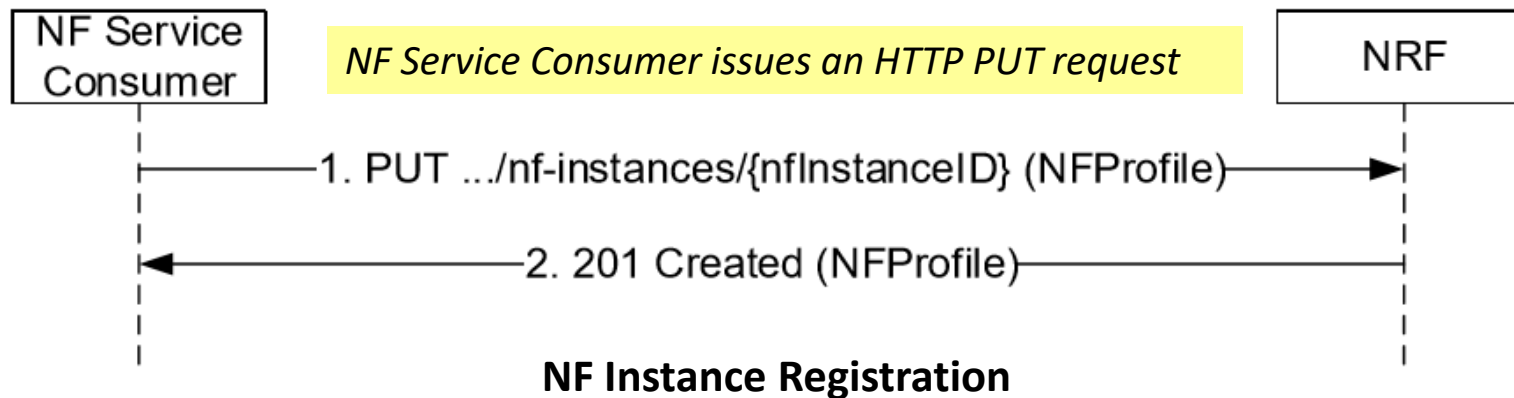 NF Service
Consumer
NF Service Consumer issues an HTTP PUT request
NRF
1. PUT .../nf-instances/{nfInstanceID} (NFProfile)
2. 201 Created (NFProfile)
NF Instance Registration